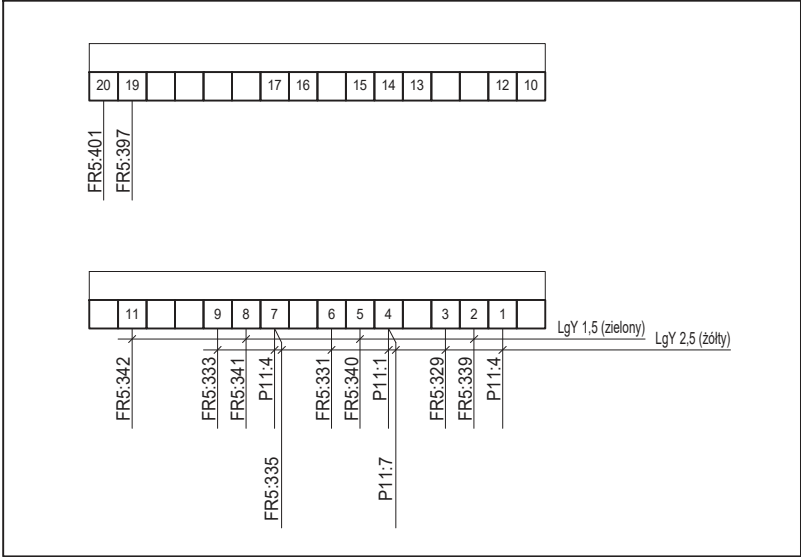 20 19 17 16 15 14 13 12 10
FR5:401
FR5:397
11 9 8 7 6 5 4 3 2 1
LgY 1,5 (zielony)
LgY 2,5 (żółty)
FR5:342
FR5:333
FR5:341
P11:4
FR5:335
FR5:331
FR5:340
P11:1
P11:7
FR5:329
FR5:339
P11:4